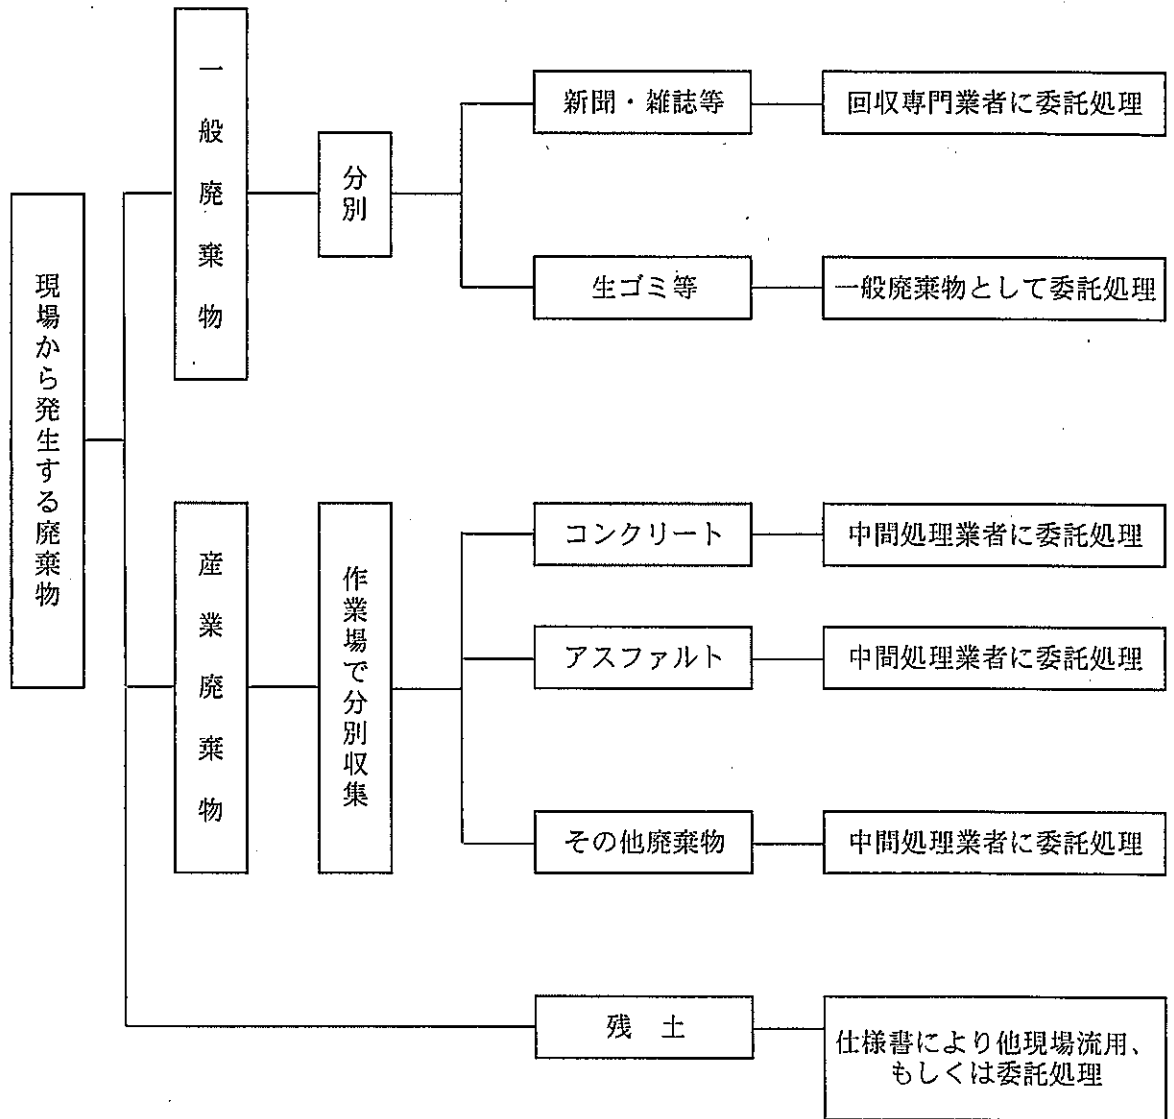 現場から発生する廃棄物
一般廃棄物
分別
新聞・雑誌等
回収専門業者に委託処理
生ゴミ等
一般廃棄物として委託処理
産業廃棄物
作業場で分別収集
コンクリート
中間処理業者に委託処理
アスファルト
中間処理業者に委託処理
その他廃棄物
中間処理業者に委託処理
残土
仕様書により他現場流用、
もしくは委託処理